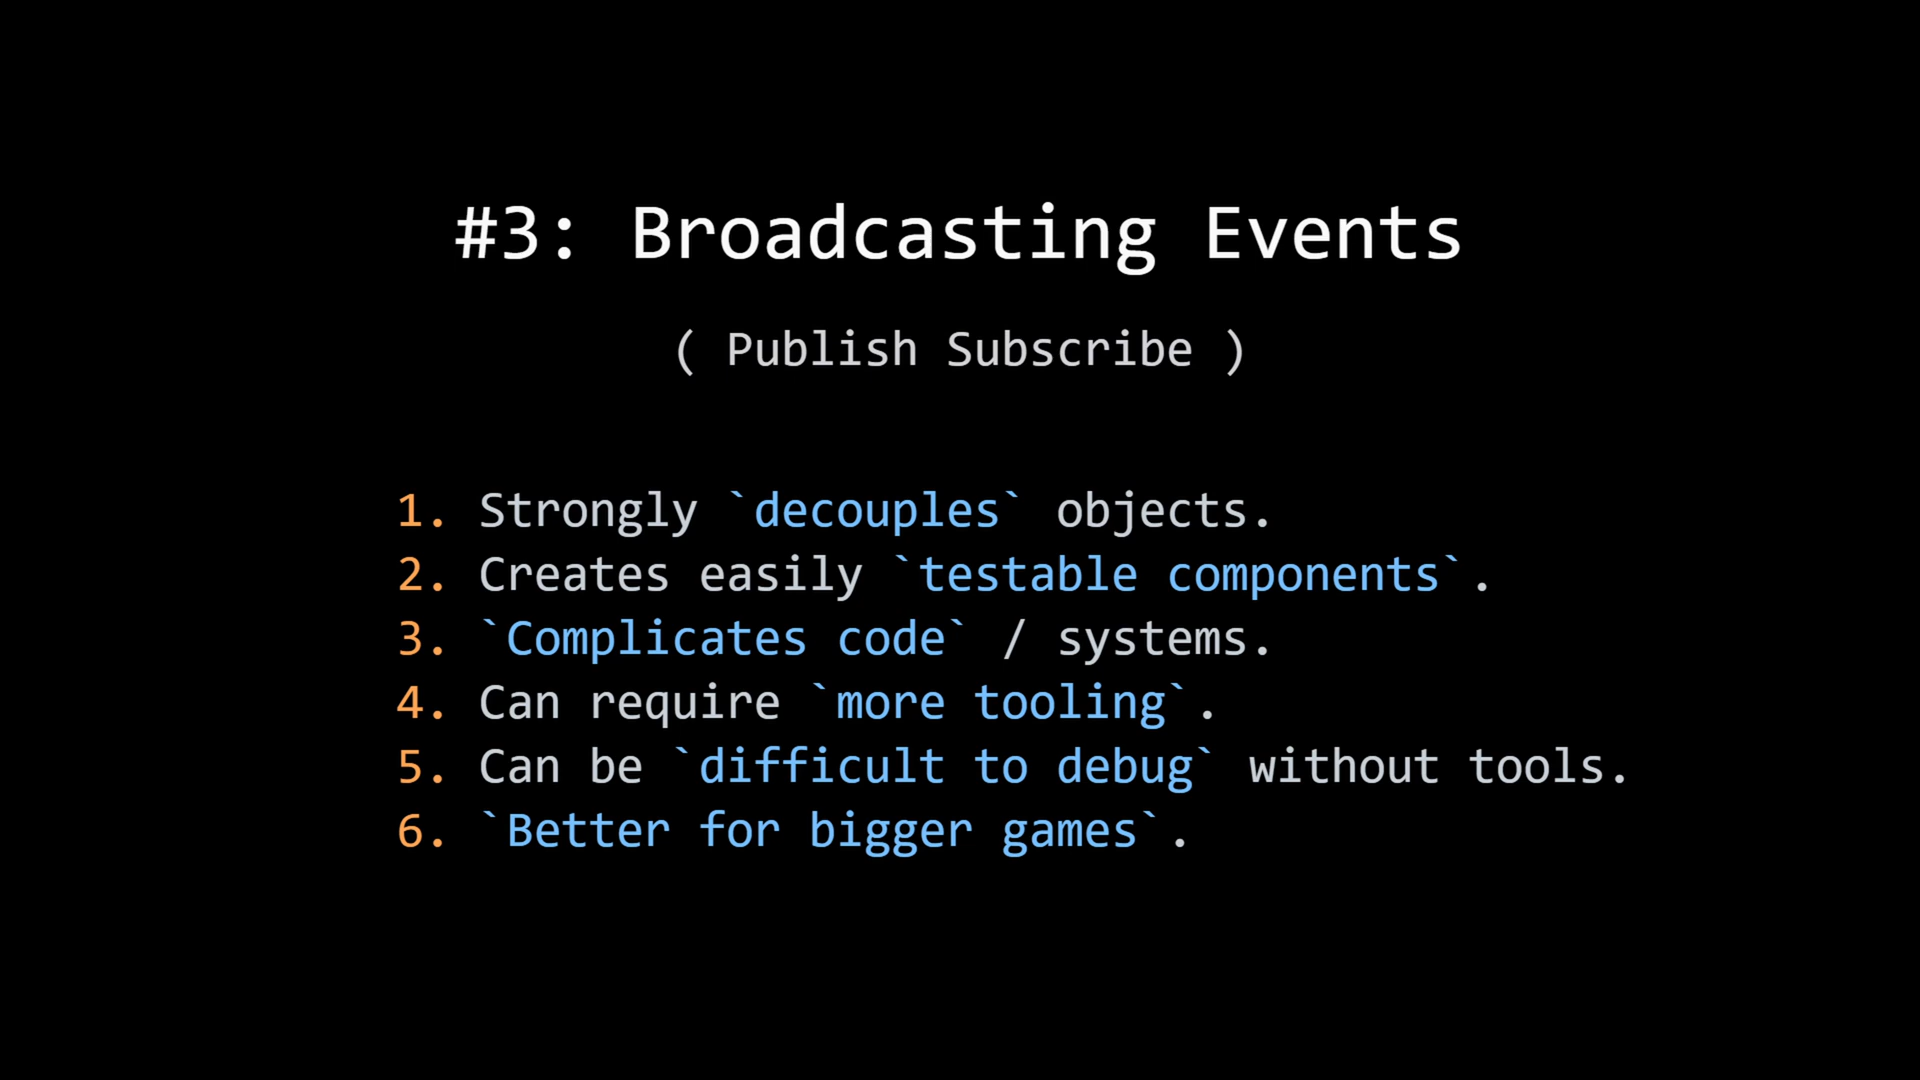 #3: Broadcasting Events
( Publish Subscribe )
1. Strongly `decouples` objects.
2. Creates easily `testable components`.
3. `Complicates code` / systems.
4. Can require `more tooling`.
5. Can be `difficult to debug` without tools.
6. `Better for bigger games`.